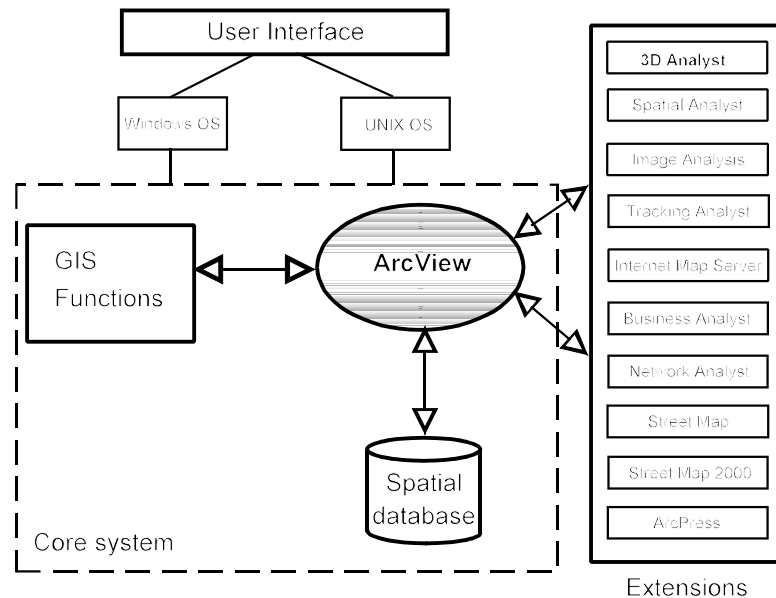 User Interface
Windows OS
UNIX OS
GIS
Functions
ArcView
Spatial
database
Core system
3D Analyst
Spatial Analyst
Image Analysis
Tracking Analyst
Internet Map Server
Business Analyst
Network Analyst
Street Map
Street Map 2000
ArcPress
Extensions